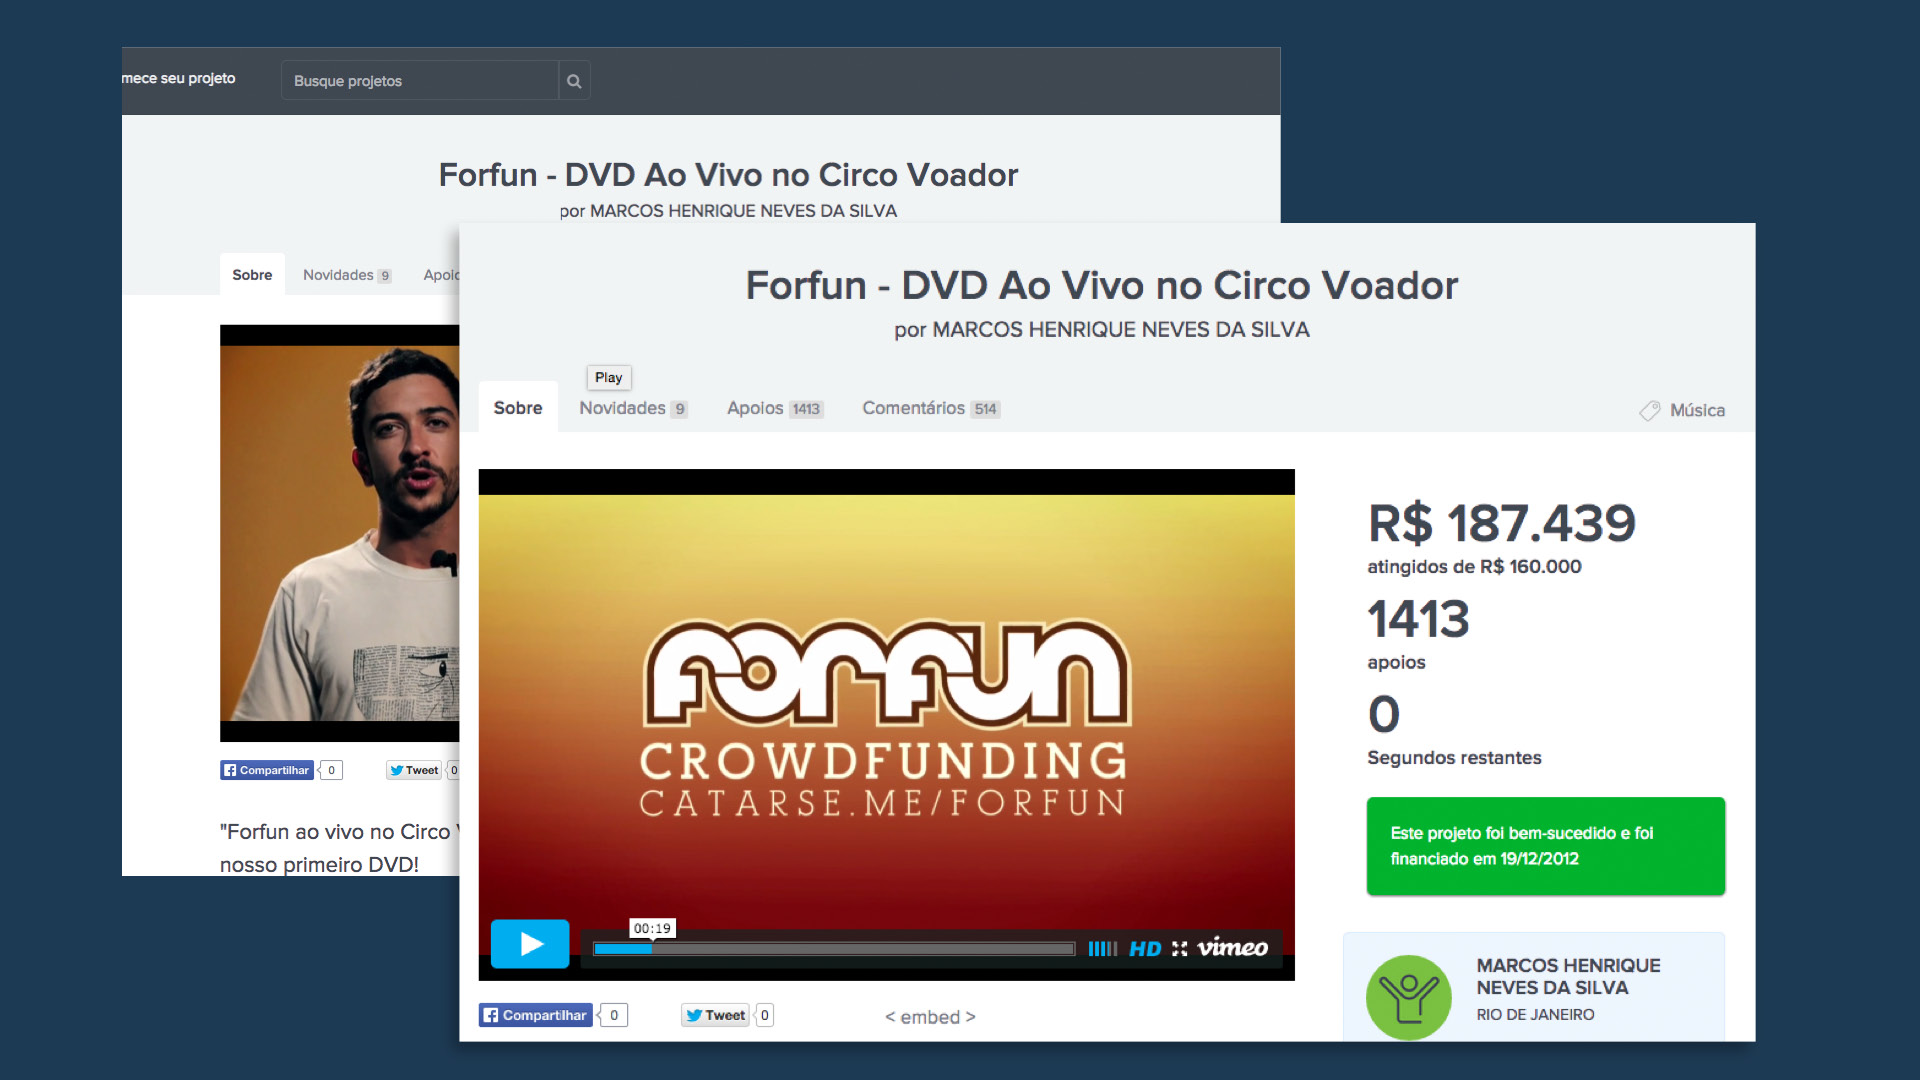 mece seu projeto
Busque projetos
Forfun - DVD Ao Vivo no Circo Voador
por MARCOS HENRIQUE NEVES DA SILVA
Sobre
Novidades 9
Compartilhar
0
Tweet
0
"Forfun ao vivo no Circo
nosso primeiro DVD!
Forfun - DVD Ao Vivo no Circo Voador
por MARCOS HENRIQUE NEVES DA SILVA
Play
Sobre
Novidades 9
Apoios 1413
Comentários 514
Música
forfun
CROWDFUNDING
CATARSE.ME/FORFUN
00:19
HD
vimeo
Compartilhar
0
Tweet
0
< embed >
R$ 187.439
atingidos de R$ 160.000
1413
apoios
0
Segundos restantes
Este projeto foi bem-sucedido e foi
financiado em 19/12/2012
MARCOS HENRIQUE
NEVES DA SILVA
RIO DE JANEIRO